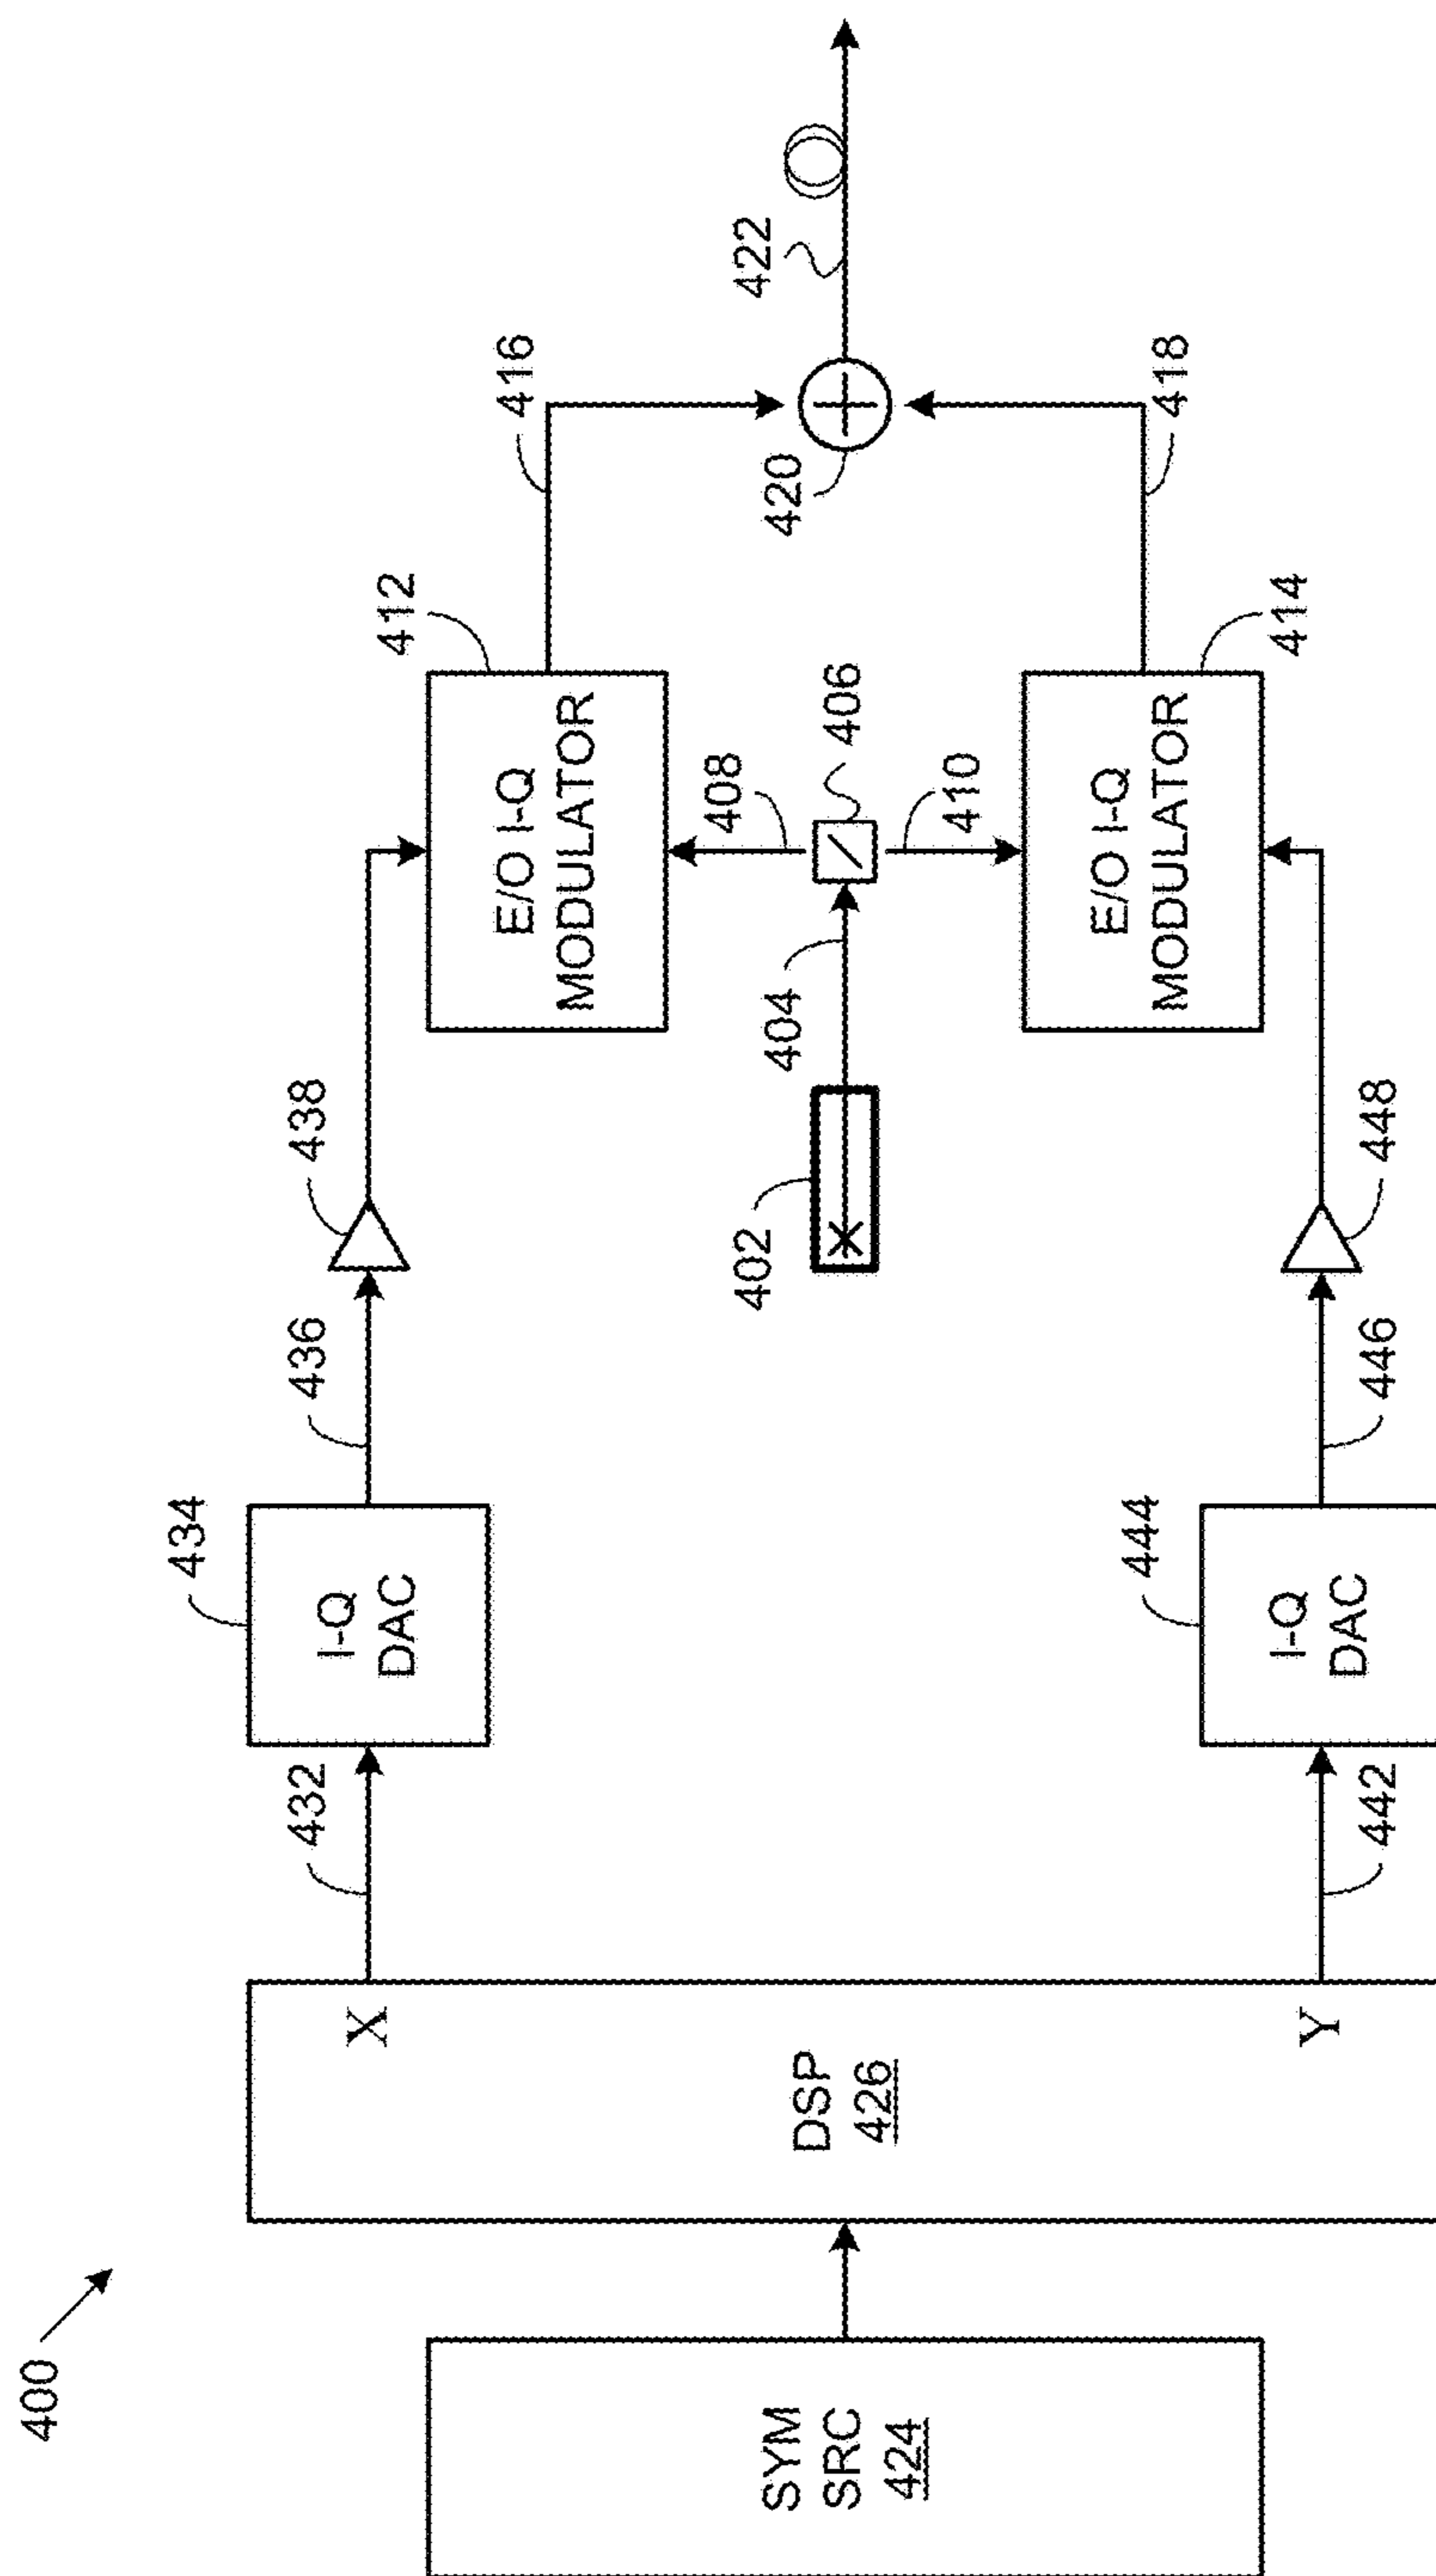 400
SYM
SRC
424
DSP
426
X
Y
432
434
I-Q
DAC
436
438
442
444
I-Q
DAC
446
448
402
404
406
408
410
412
E/O I-Q
MODULATOR
414
E/O I-Q
MODULATOR
416
418
420
422